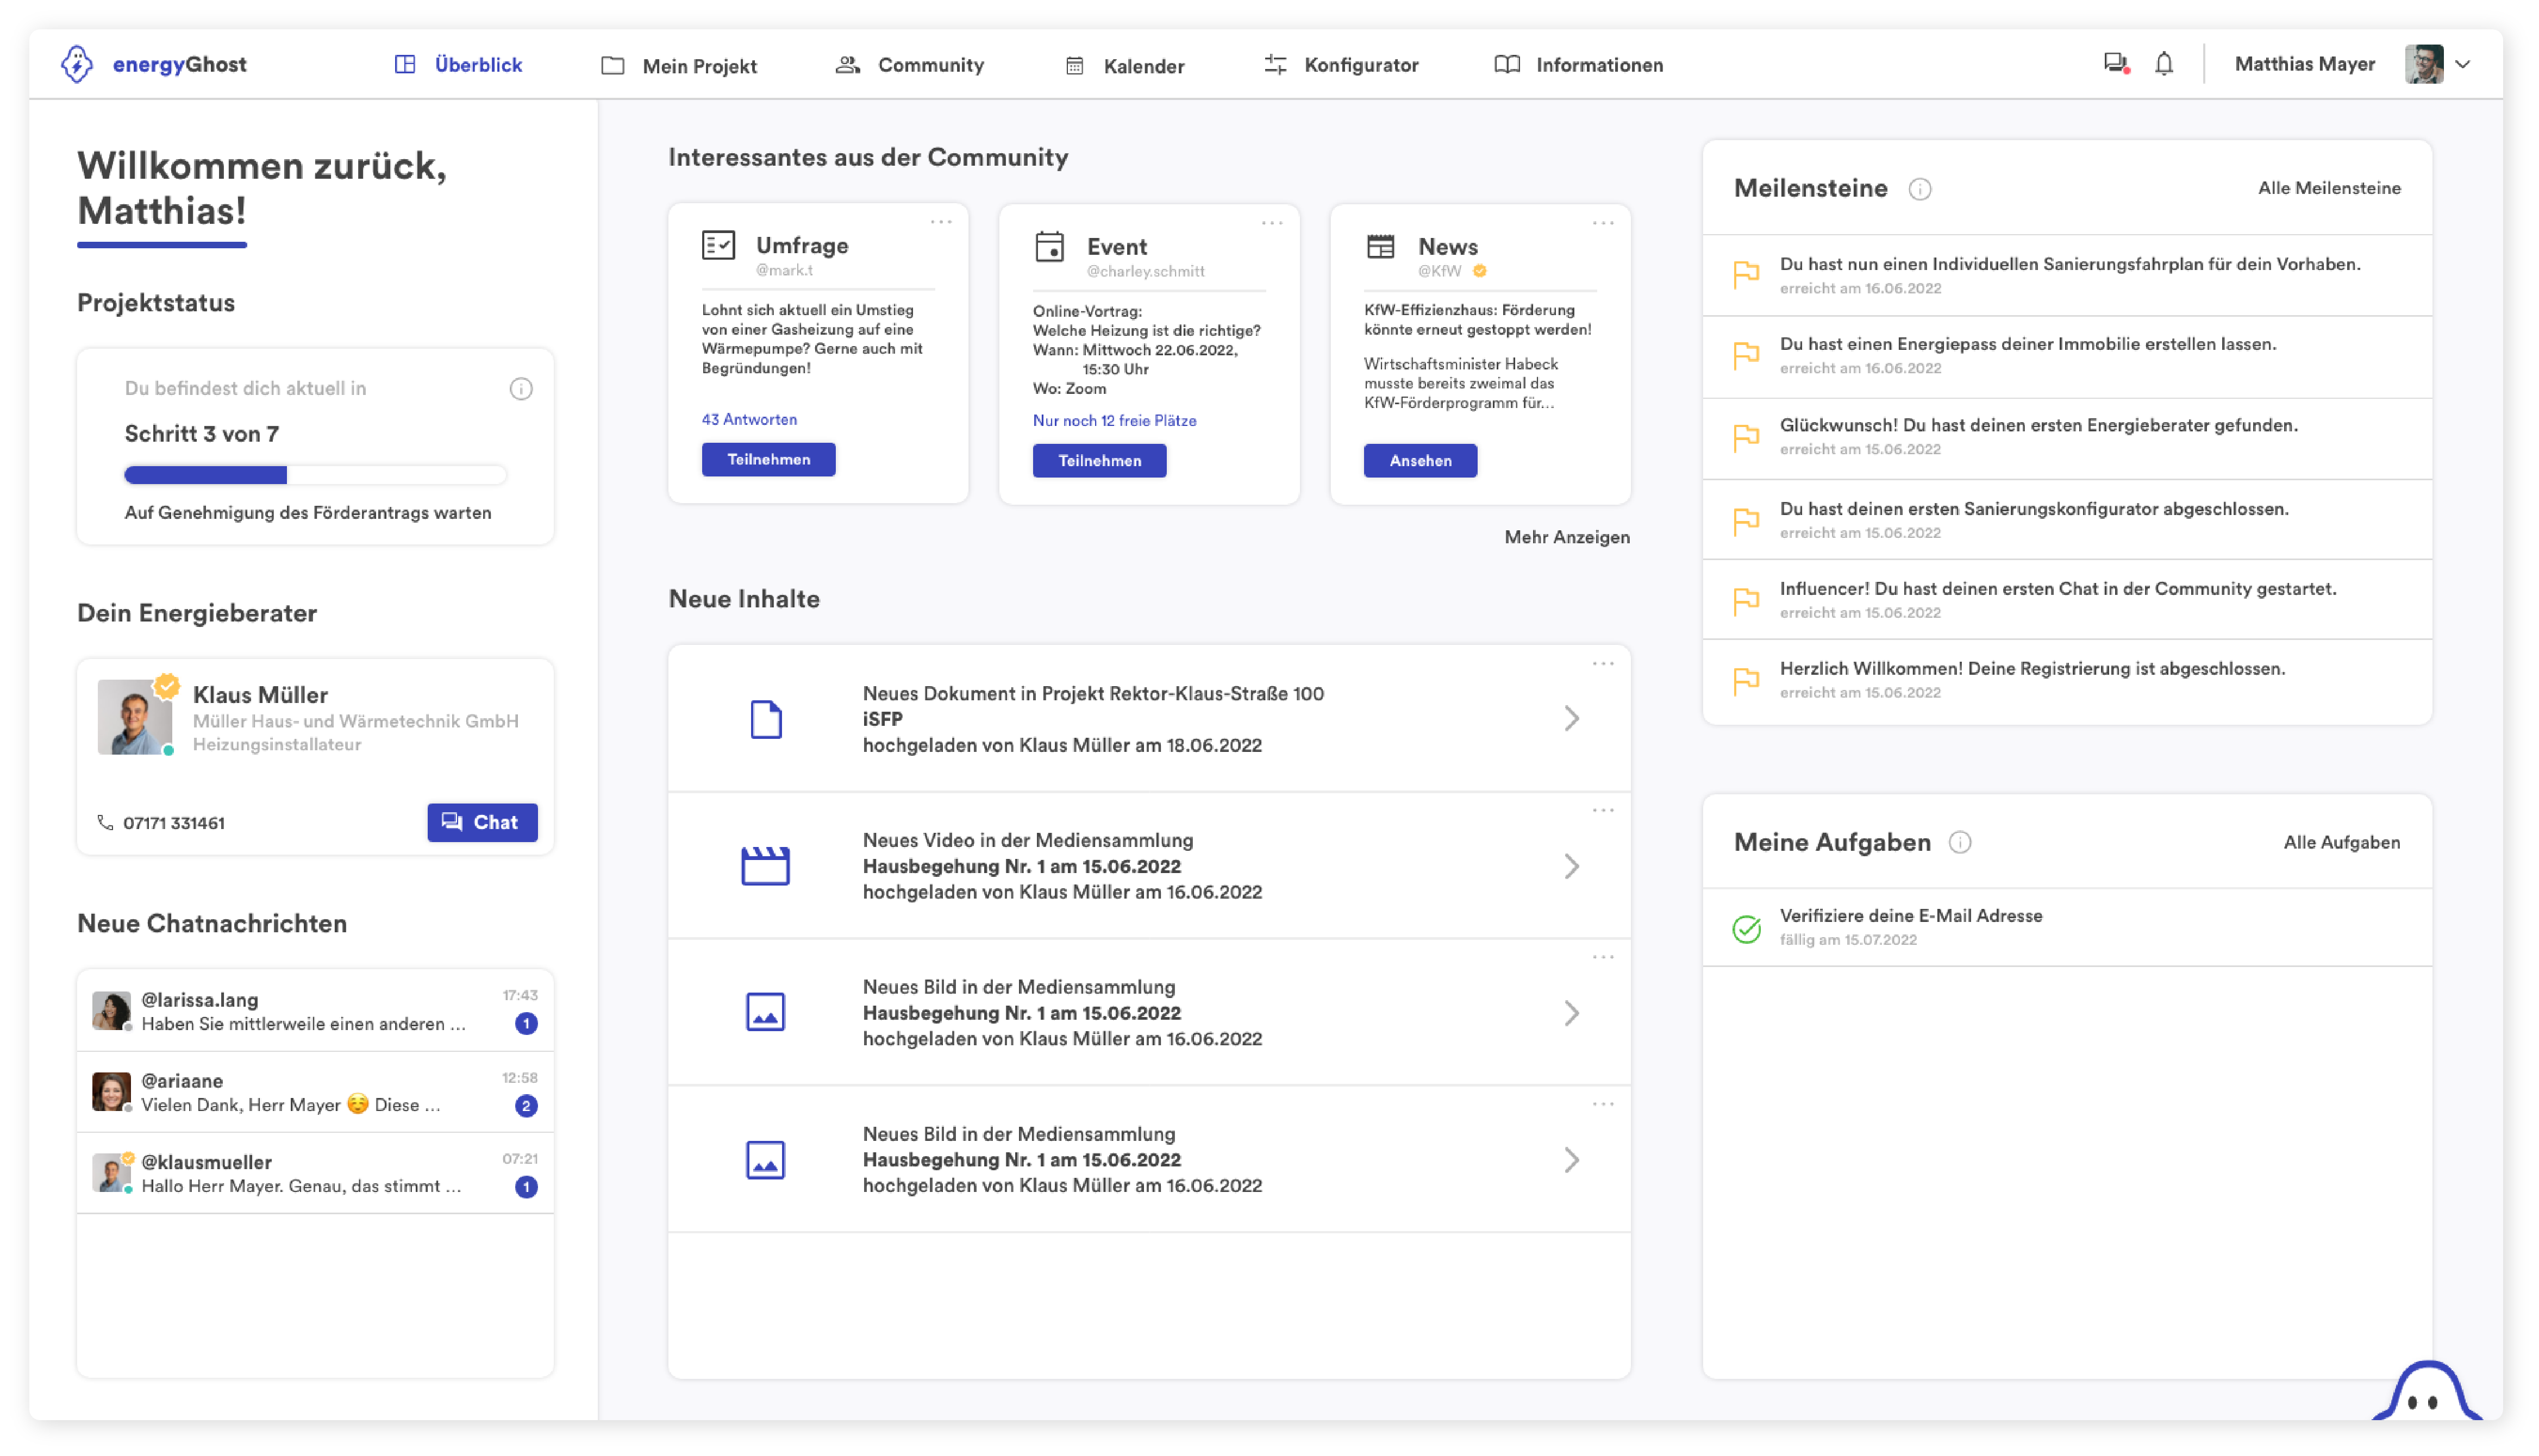 energyGhost
Überblick
Mein Projekt
Community
Kalender
Konfigurator
Informationen
Matthias Mayer
Willkommen zurück,
Matthias!
Projektstatus
Du befindest dich aktuell in
Schritt 3 von 7
Auf Genehmigung des Förderantrags warten
Dein Energieberater
Klaus Müller
Müller Haus- und Wärmetechnik GmbH
Heizungsinstallateur
07171 331461
Chat
Neue Chatnachrichten
@larissa.lang
17:43
Haben Sie mittlerweile einen anderen ...
1
@ariaane
12:58
Vielen Dank, Herr Mayer ☺️ Diese ...
2
@klausmueller
07:21
Hallo Herr Mayer. Genau, das stimmt ...
1
Interessantes aus der Community
Umfrage
@mark.t
Lohnt sich aktuell ein Umstieg
von einer Gasheizung auf eine
Wärmepumpe? Gerne auch mit
Begründungen!
43 Antworten
Teilnehmen
Event
@charley.schmitt
Online-Vortrag:
Welche Heizung ist die richtige?
Wann: Mittwoch 22.06.2022,
15:30 Uhr
Wo: Zoom
Nur noch 12 freie Plätze
Teilnehmen
News
@KfW
KfW-Effizienzhaus: Förderung
könnte erneut gestoppt werden!
Wirtschaftsminister Habeck
musste bereits zweimal das
KfW-Förderprogramm für...
Ansehen
Mehr Anzeigen
Neue Inhalte
Neues Dokument in Projekt Rektor-Klaus-Straße 100
iSFP
hochgeladen von Klaus Müller am 18.06.2022
Neues Video in der Mediensammlung
Hausbegehung Nr. 1 am 15.06.2022
hochgeladen von Klaus Müller am 16.06.2022
Neues Bild in der Mediensammlung
Hausbegehung Nr. 1 am 15.06.2022
hochgeladen von Klaus Müller am 16.06.2022
Neues Bild in der Mediensammlung
Hausbegehung Nr. 1 am 15.06.2022
hochgeladen von Klaus Müller am 16.06.2022
Meilensteine
Alle Meilensteine
Du hast nun einen Individuellen Sanierungsfahrplan für dein Vorhaben.
erreicht am 16.06.2022
Du hast einen Energiepass deiner Immobilie erstellen lassen.
erreicht am 16.06.2022
Glückwunsch! Du hast deinen ersten Energieberater gefunden.
erreicht am 15.06.2022
Du hast deinen ersten Sanierungskonfigurator abgeschlossen.
erreicht am 15.06.2022
Influencer! Du hast deinen ersten Chat in der Community gestartet.
erreicht am 15.06.2022
Herzlich Willkommen! Deine Registrierung ist abgeschlossen.
erreicht am 15.06.2022
Meine Aufgaben
Alle Aufgaben
Verifiziere deine E-Mail Adresse
fällig am 15.07.2022